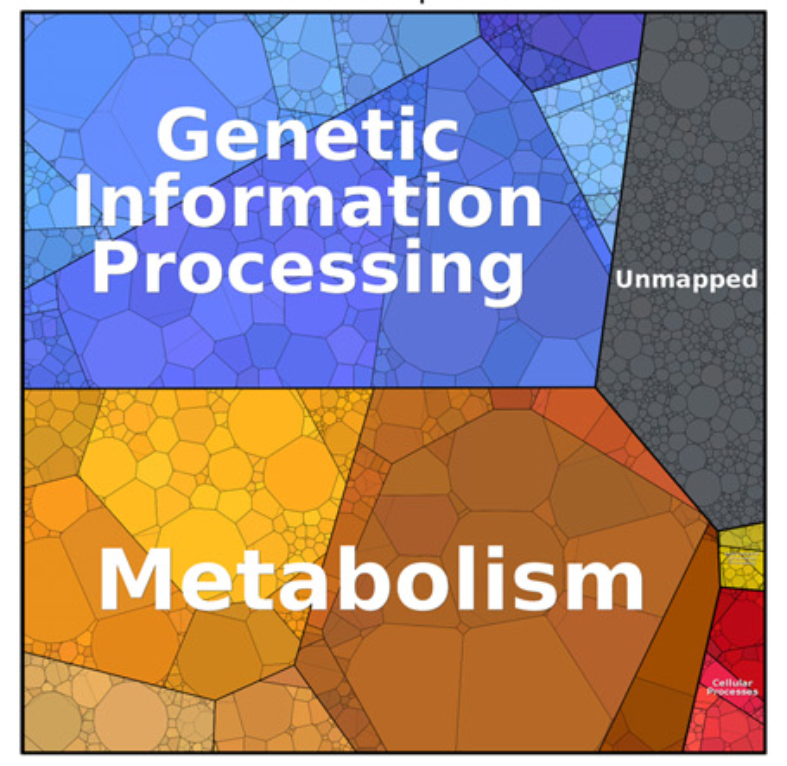 Genetic
Information
Processing
Unmapped
Metabolism
Cellular
Processes